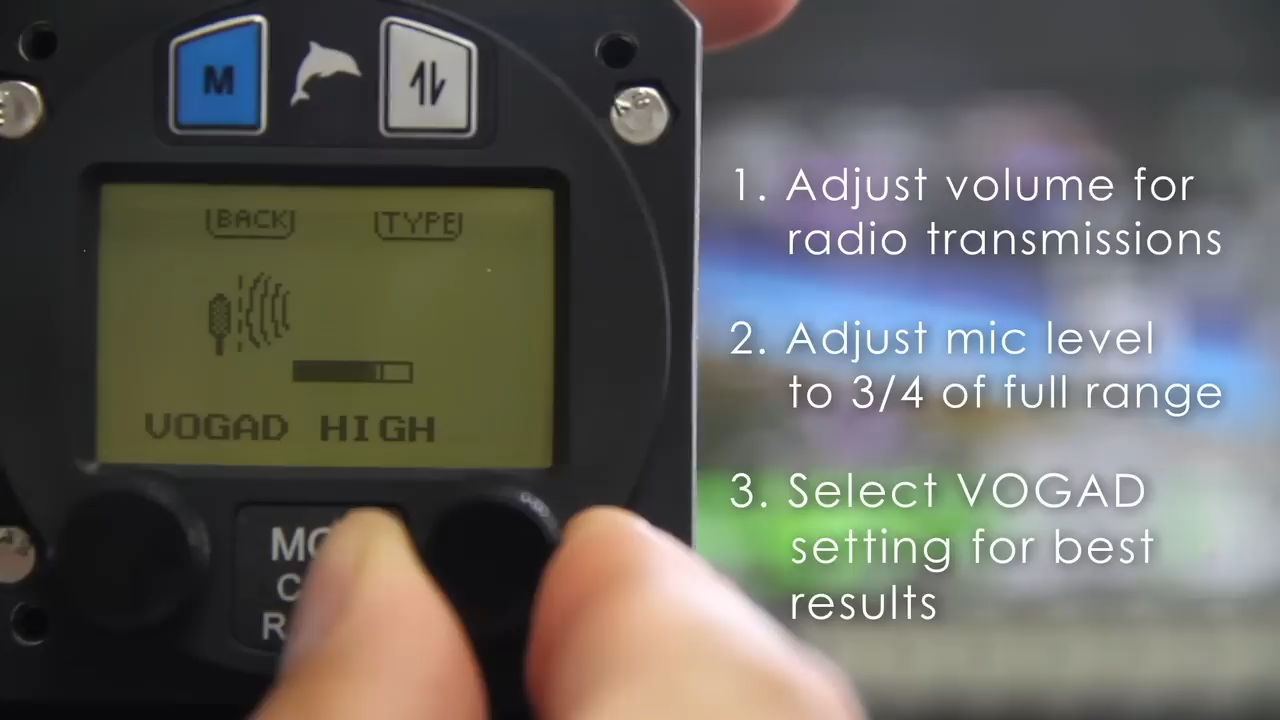 M
BACK TYPE
VOGAD HIGH
1. Adjust volume for
radio transmissions
2. Adjust mic level
to 3/4 of full range
3. Select VOGAD
setting for best
results